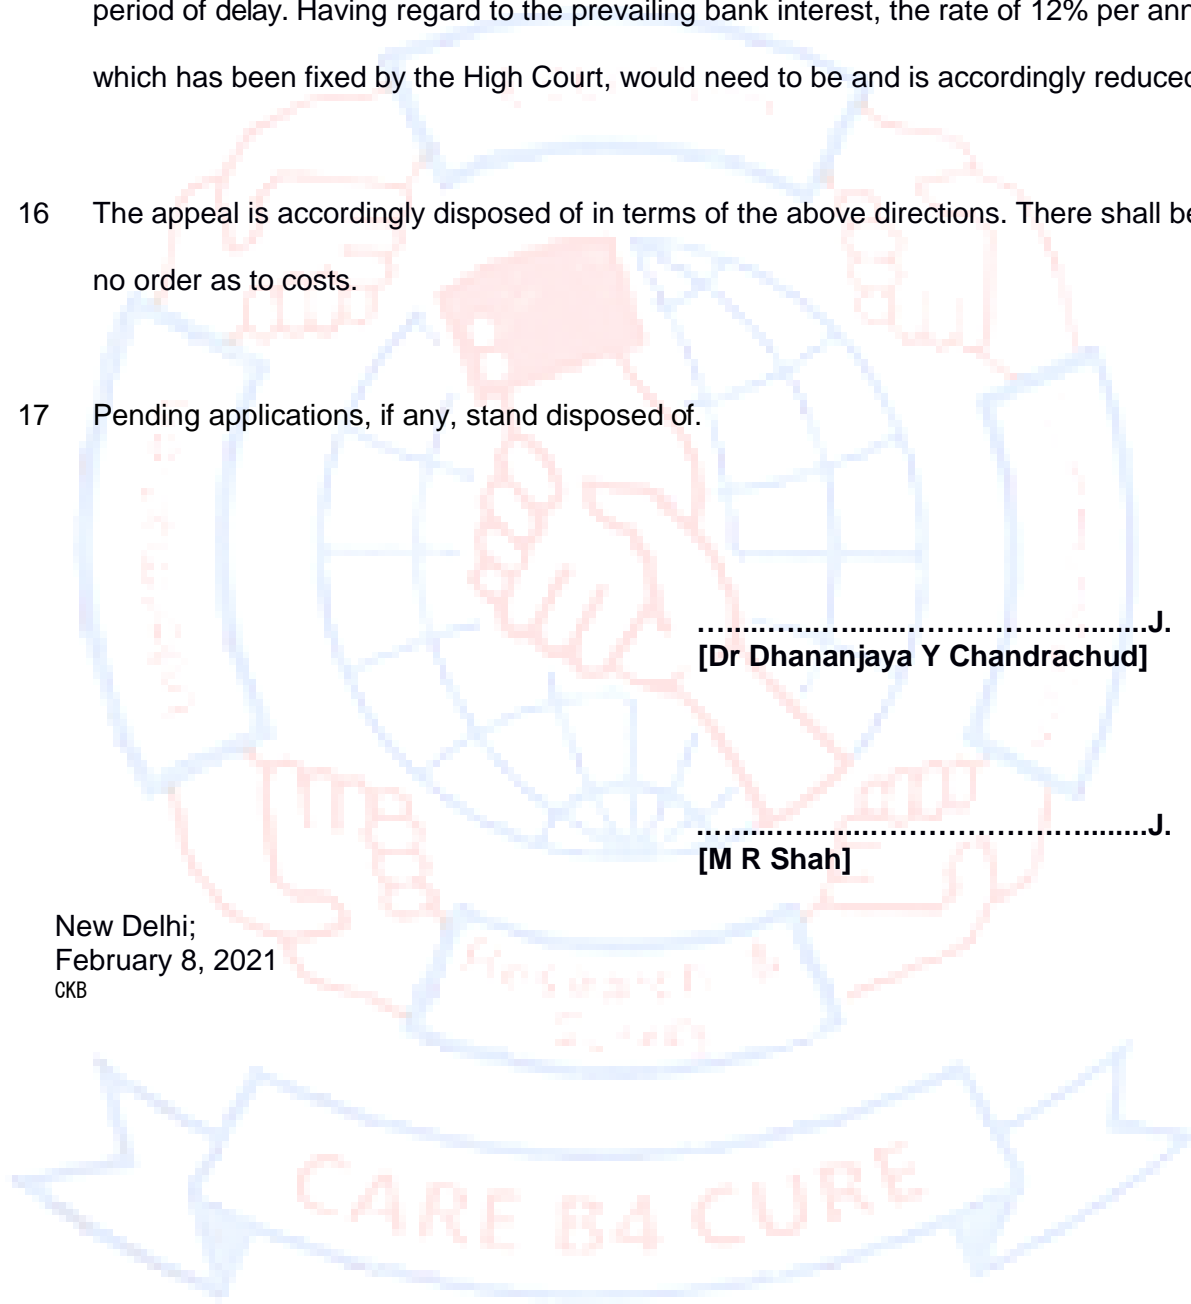 period of delay. Having regard to the prevailing bank interest, the rate of 12% per ann
which has been fixed by the High Court, would need to be and is accordingly reduced
16 The appeal is accordingly disposed of in terms of the above directions. There shall be
no order as to costs.
17 Pending applications, if any, stand disposed of.
…......…...….......…………………........J.
[Dr Dhananjaya Y Chandrachud]
..….....…..........……………….…........J.
[M R Shah]
New Delhi;
February 8, 2021
CKB
Research &
CARE B4 CURE